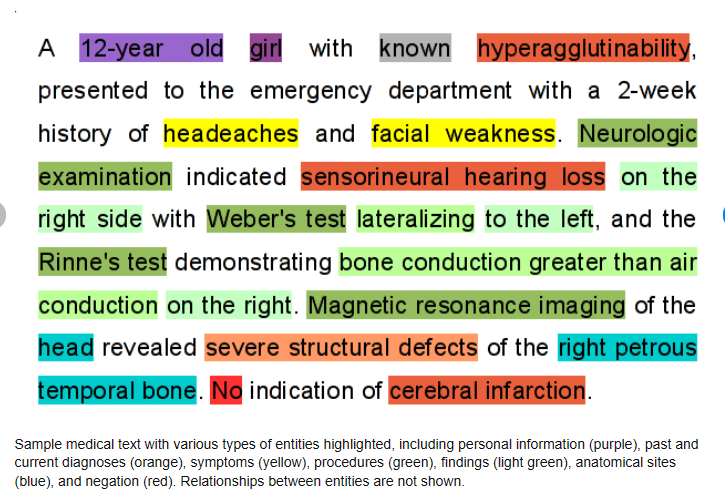 A 12-year old girl with known hyperagglutinability,
presented to the emergency department with a 2-week
history of headeaches and facial weakness. Neurologic
examination indicated sensorineural hearing loss on the
right side with Weber's test lateralizing to the left, and the
Rinne's test demonstrating bone conduction greater than air
conduction on the right. Magnetic resonance imaging of the
head revealed severe structural defects of the right petrous
temporal bone. No indication of cerebral infarction.
Sample medical text with various types of entities highlighted, including personal information (purple), past and
current diagnoses (orange), symptoms (yellow), procedures (green), findings (light green), anatomical sites
(blue), and negation (red). Relationships between entities are not shown.